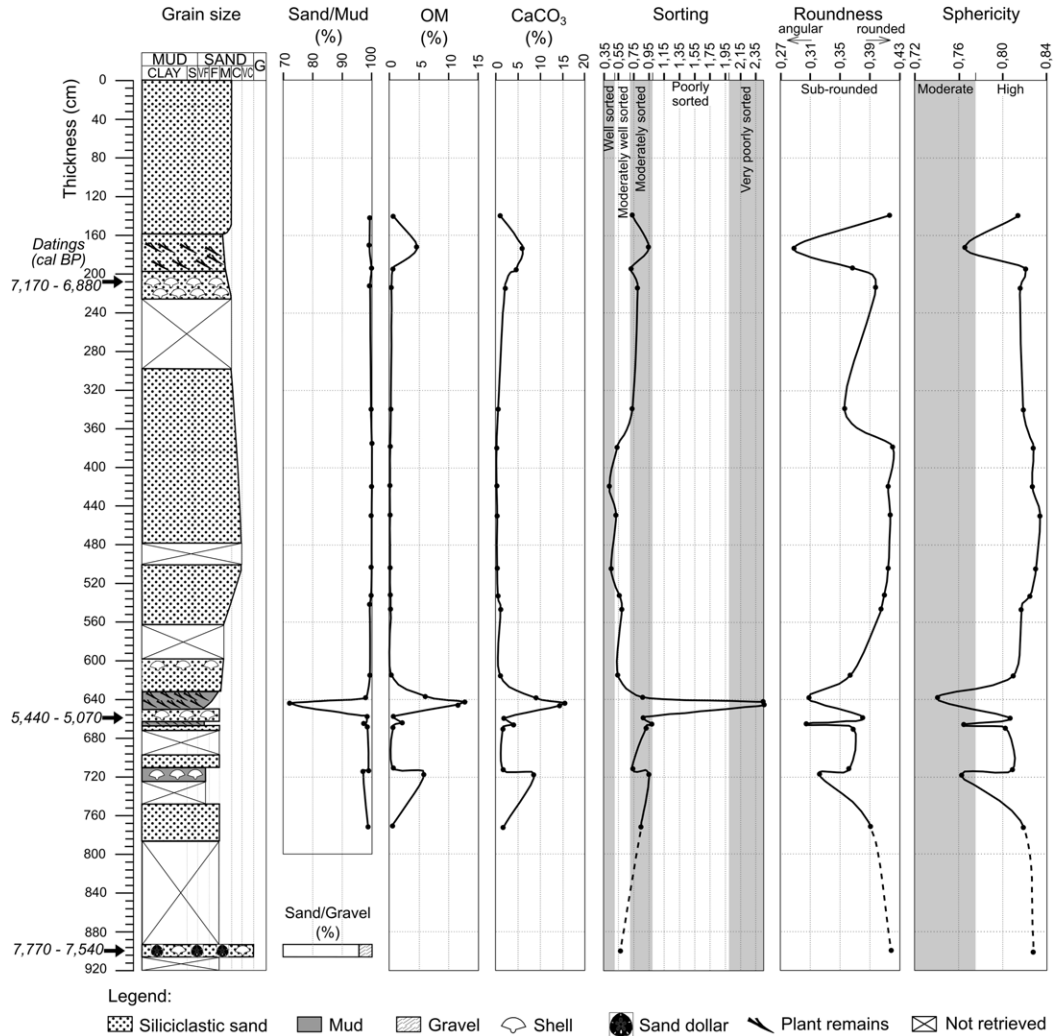 Grain size
Sand/Mud
(%)
OM
(%)
CaCO₃
(%)
Sorting
Roundness
angular rounded
Sphericity
MUD SAND G
CLAY S VF F M C VC
70 80 90 100
0 5 10 15
0 5 10 15 20
0.35 0.55 0.75 0.95 1.15 1.35 1.55 1.75 1.95 2.15 2.35
0.27 0.31 0.35 0.39 0.43
0.72 0.76 0.80 0.84
Well sorted
Moderately well sorted
Moderately sorted
Poorly
sorted
Very poorly sorted
Sub-rounded
Moderate High
Thickness (cm)
0
40
80
120
160
200
240
280
320
360
400
440
480
520
560
600
640
680
720
760
800
840
880
920
Datings
(cal BP)
7,170 - 6,880
5,440 - 5,070
7,770 - 7,540
Sand/Gravel
(%)
Legend:
Siliciclastic sand Mud Gravel Shell Sand dollar Plant remains Not retrieved